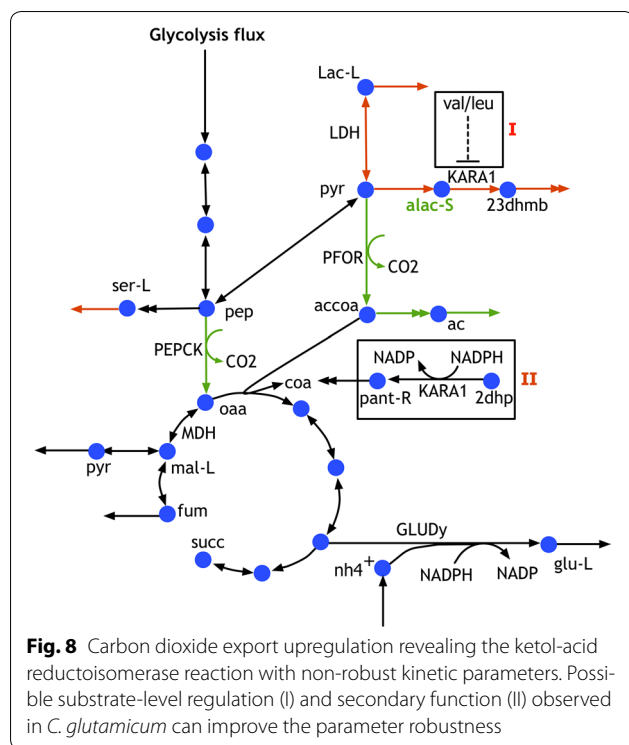 Glycolysis flux
Lac-L
val/leu
I
LDH
KARA1
pyr
alac-S
23dhmb
PFOR
CO2
ser-L
pep
accoa
ac
PEPCK
CO2
NADP
NADPH
II
coa
KARA1
pant-R
2dhp
oaa
MDH
pyr
mal-L
fum
succ
GLUDy
nh4+
NADPH
NADP
glu-L
Fig. 8 Carbon dioxide export upregulation revealing the ketol-acid
reductoisomerase reaction with non-robust kinetic parameters. Possi-
ble substrate-level regulation (I) and secondary function (II) observed
in C. glutamicum can improve the parameter robustness